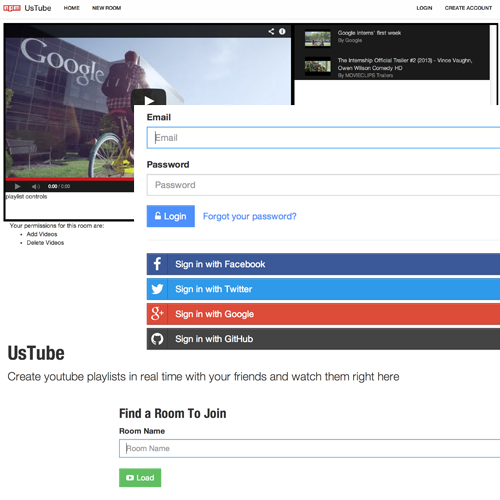 UsTube HOME NEW ROOM LOGIN CREATE ACCOUNT
Google
Google interns' first week
By Google
The Internship Official Trailer #2 (2013) - Vince Vaughn,
Owen Wilson Comedy HD
By MOVIECLIPS Trailers
0:00 / 0:00
playlist controls
Your permissions for this room are:
Add Videos
Delete Videos
Email
Email
Password
Password
Login Forgot your password?
Sign in with Facebook
Sign in with Twitter
Sign in with Google
Sign in with GitHub
UsTube
Create youtube playlists in real time with your friends and watch them right here
Find a Room To Join
Room Name
Room Name
Load